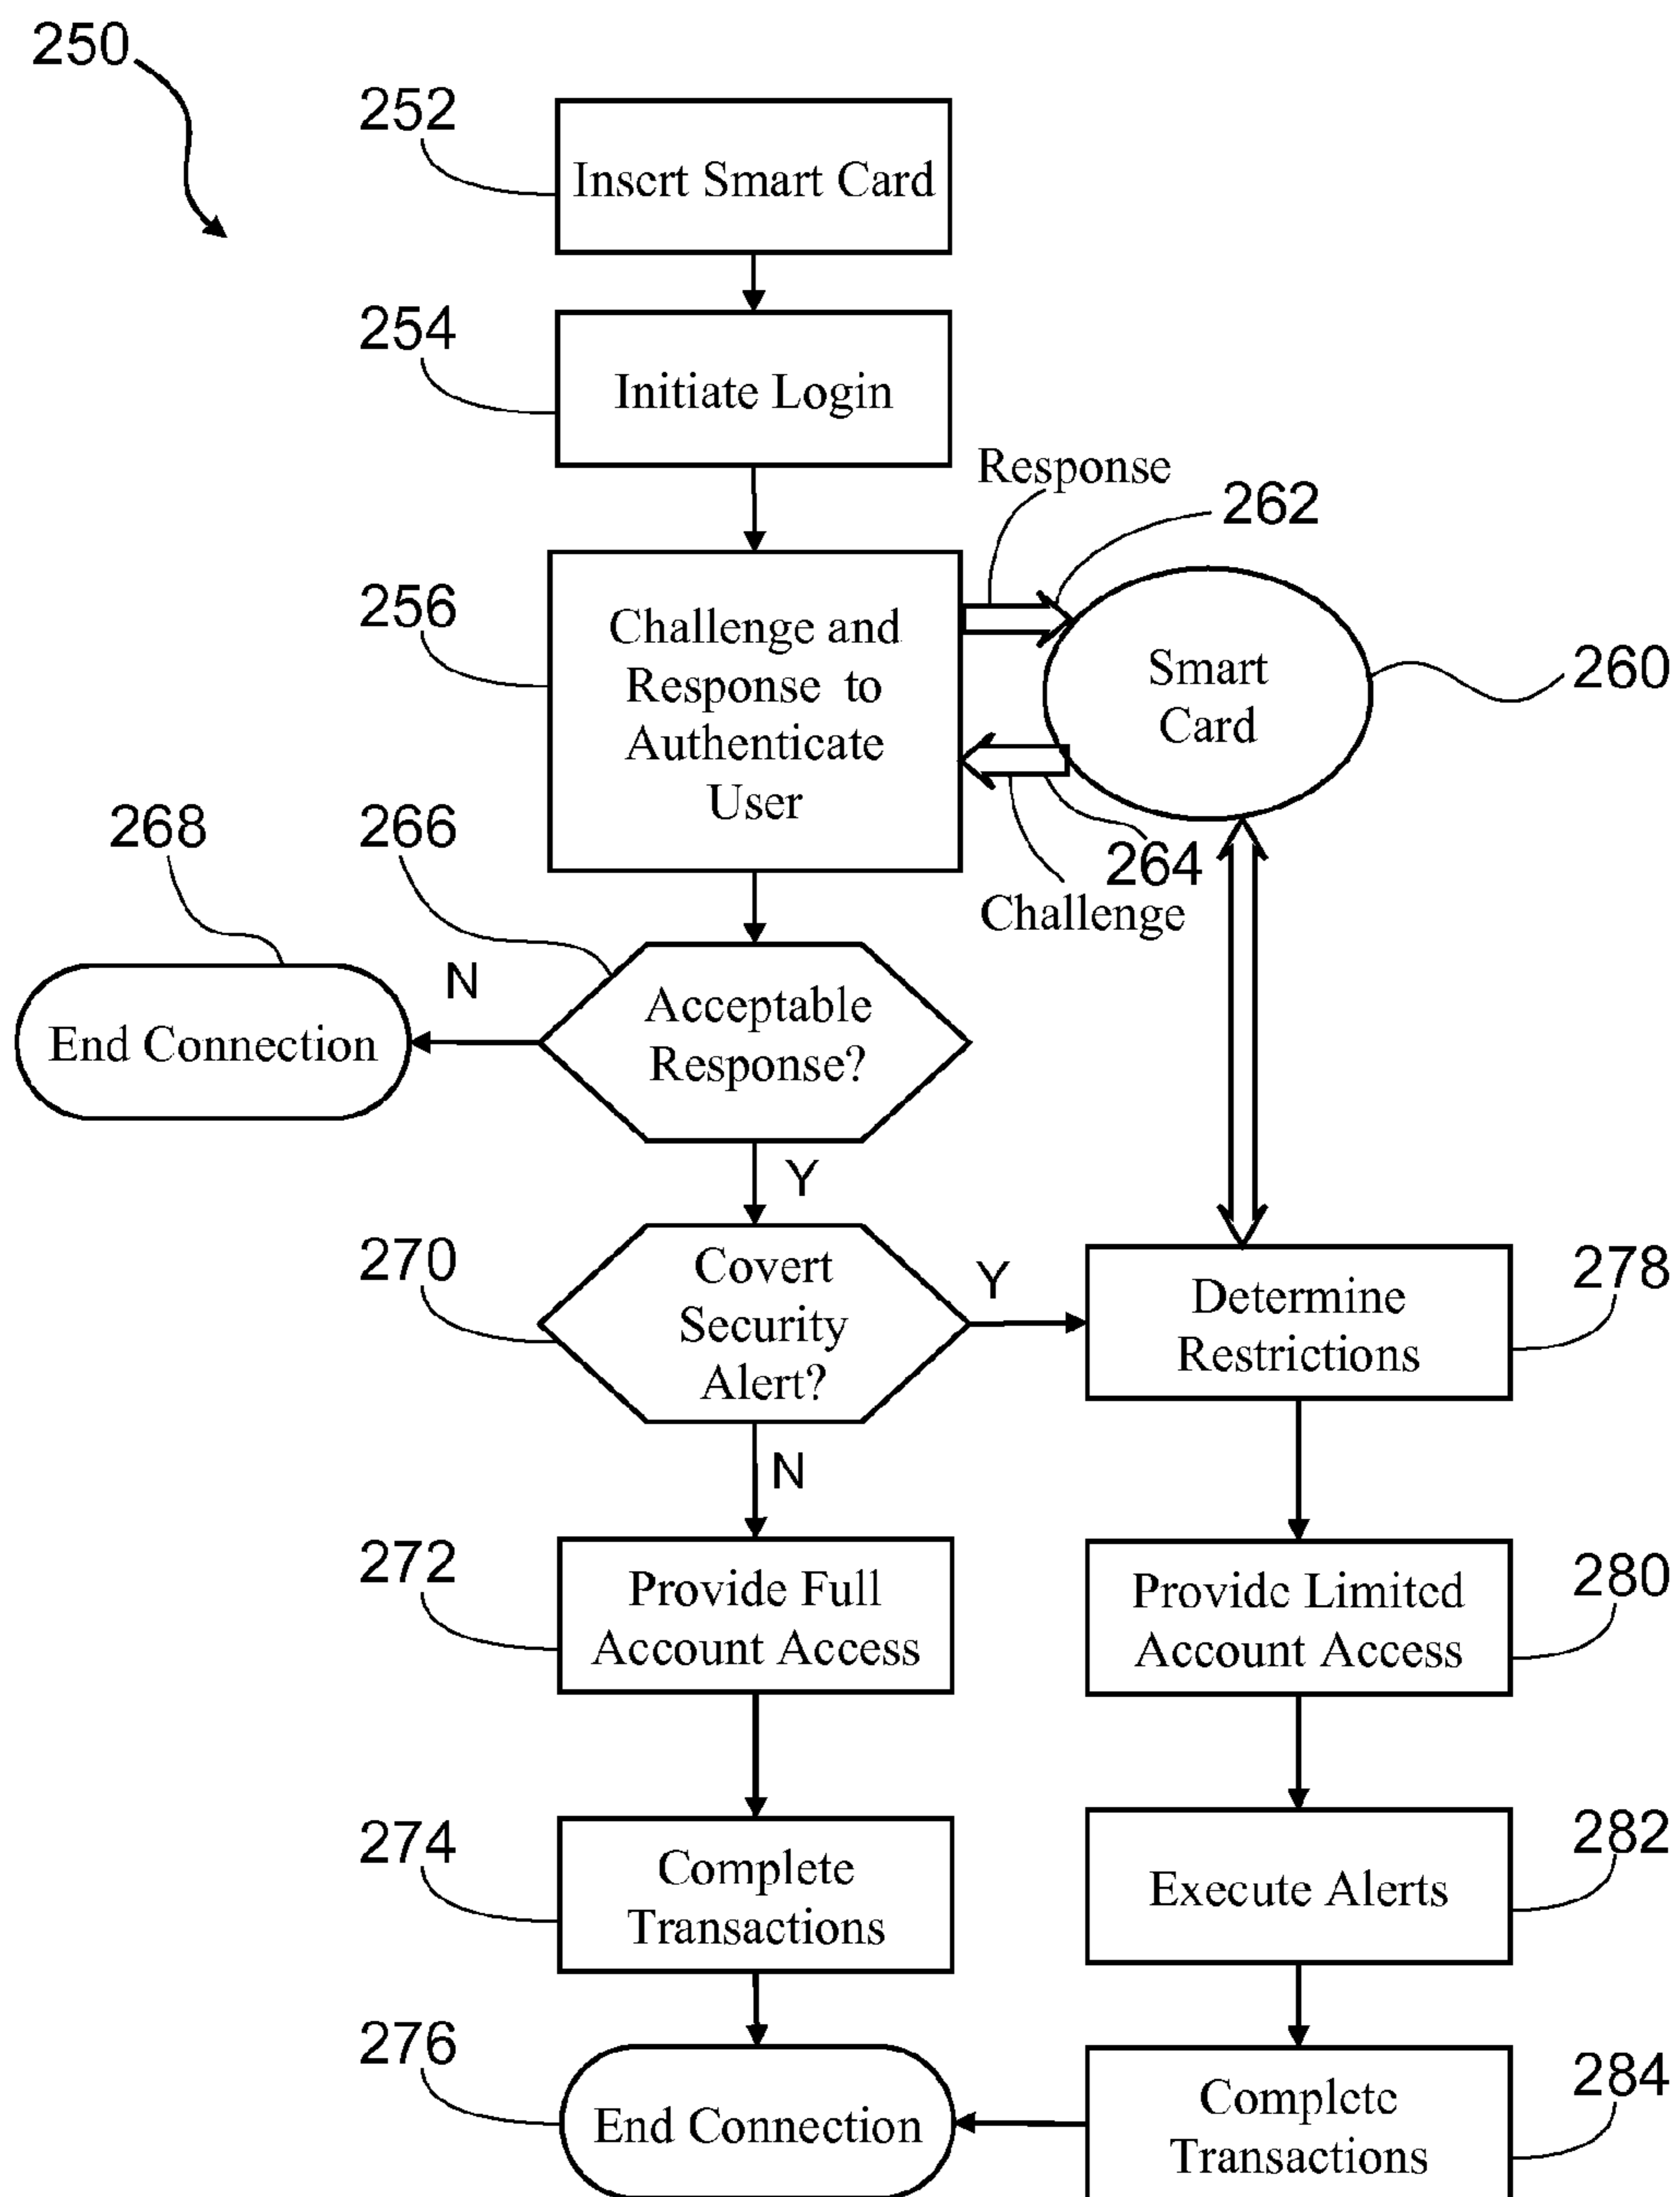 250
252
Insert Smart Card
254
Initiate Login
Response
262
256
Challenge and
Response to
Authenticate
User
Smart
Card
260
264
Challenge
268
266
N
End Connection
Acceptable
Response?
Y
270
Covert
Security
Alert?
Y
Determine
Restrictions
278
N
272
Provide Full
Account Access
Provide Limited
Account Access
280
274
Complete
Transactions
Execute Alerts
282
276
End Connection
Complete
Transactions
284